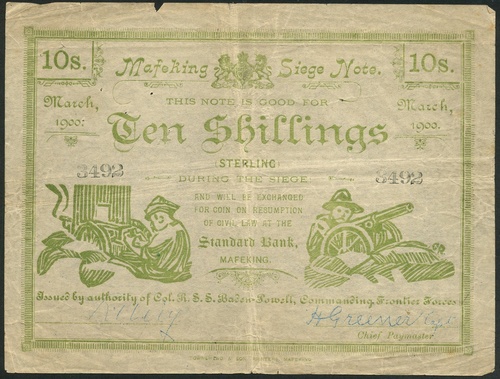 10s. Mafeking Siege Note. 10s.
March, 1900. THIS NOTE IS GOOD FOR March, 1900.
Ten Shillings
(STERLING)
3492 DURING THE SIEGE 3492
AND WILL BE EXCHANGED
FOR COIN ON RESUMPTION
OF CIVIL LAW AT THE
Standard Bank,
MAFEKING.
Issued by authority of Col. R. S. S. Baden-Powell, Commanding Frontier Forces
H Greener Capt
Chief Paymaster